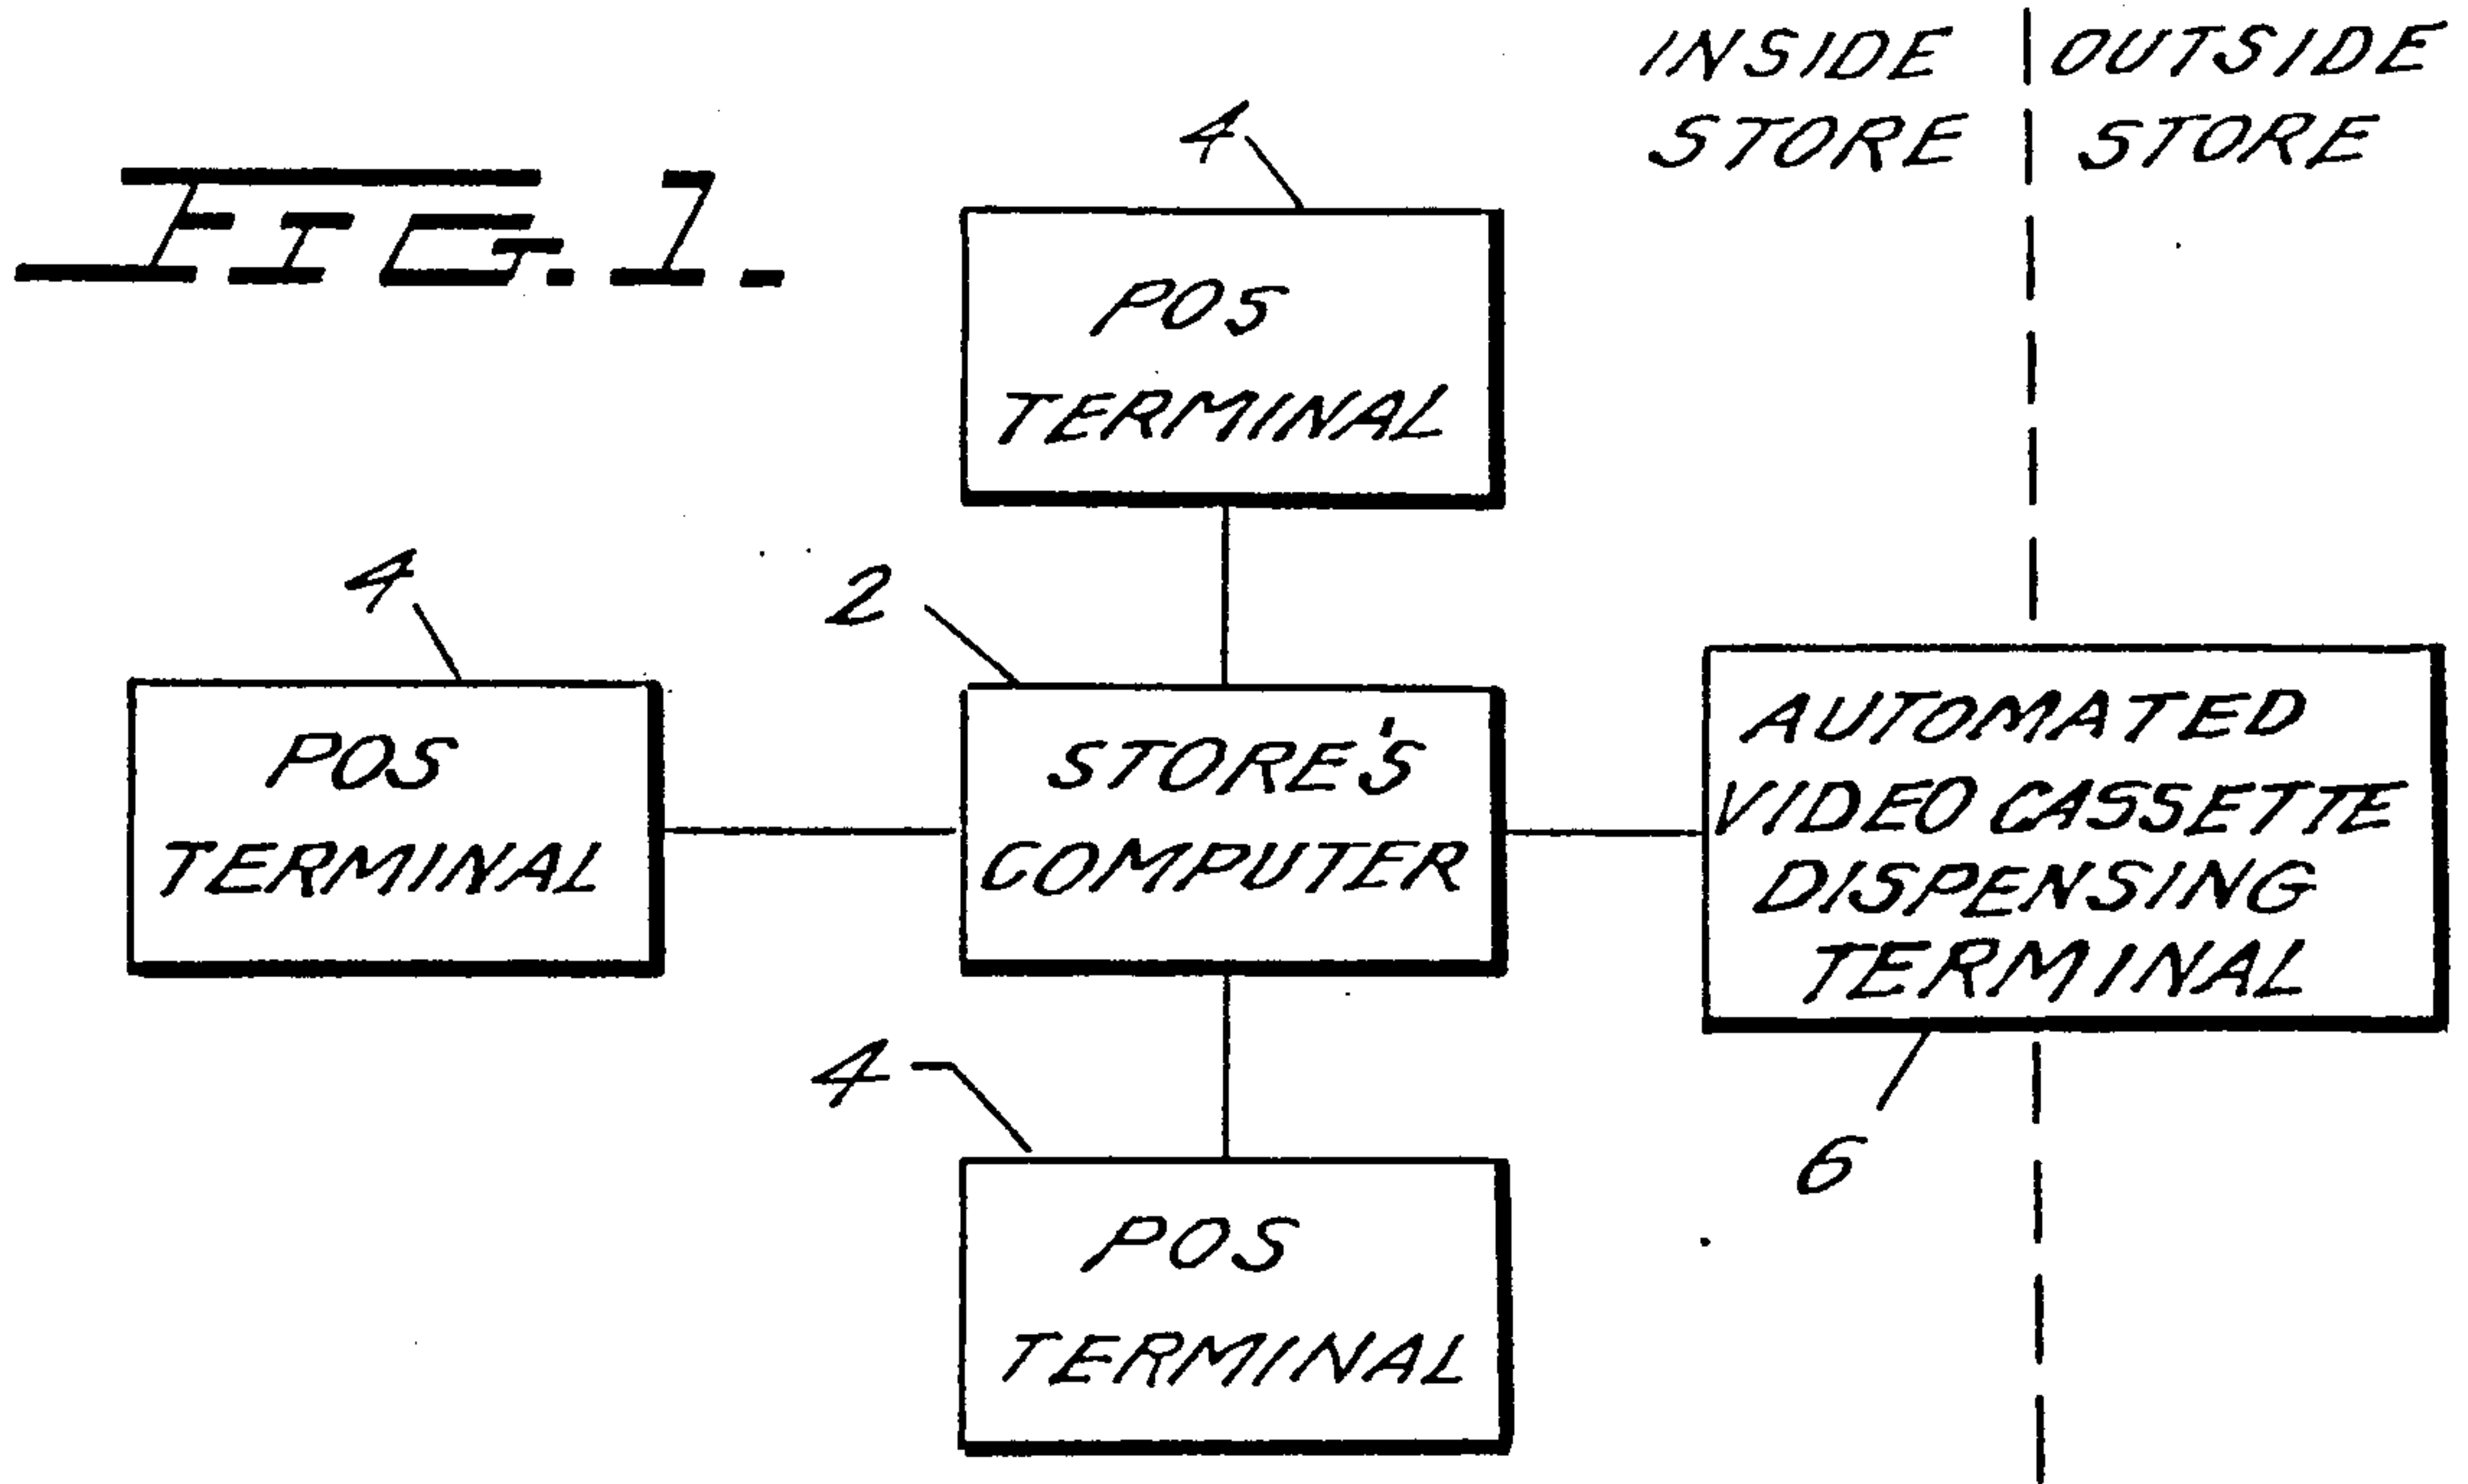 FIG. 1.
INSIDE STORE
OUTSIDE STORE
4
POS
TERMINAL
4
POS
TERMINAL
2
STORE'S
COMPUTER
AUTOMATED
VIDEO CASSETTE
DISPENSING
TERMINAL
6
4
POS
TERMINAL